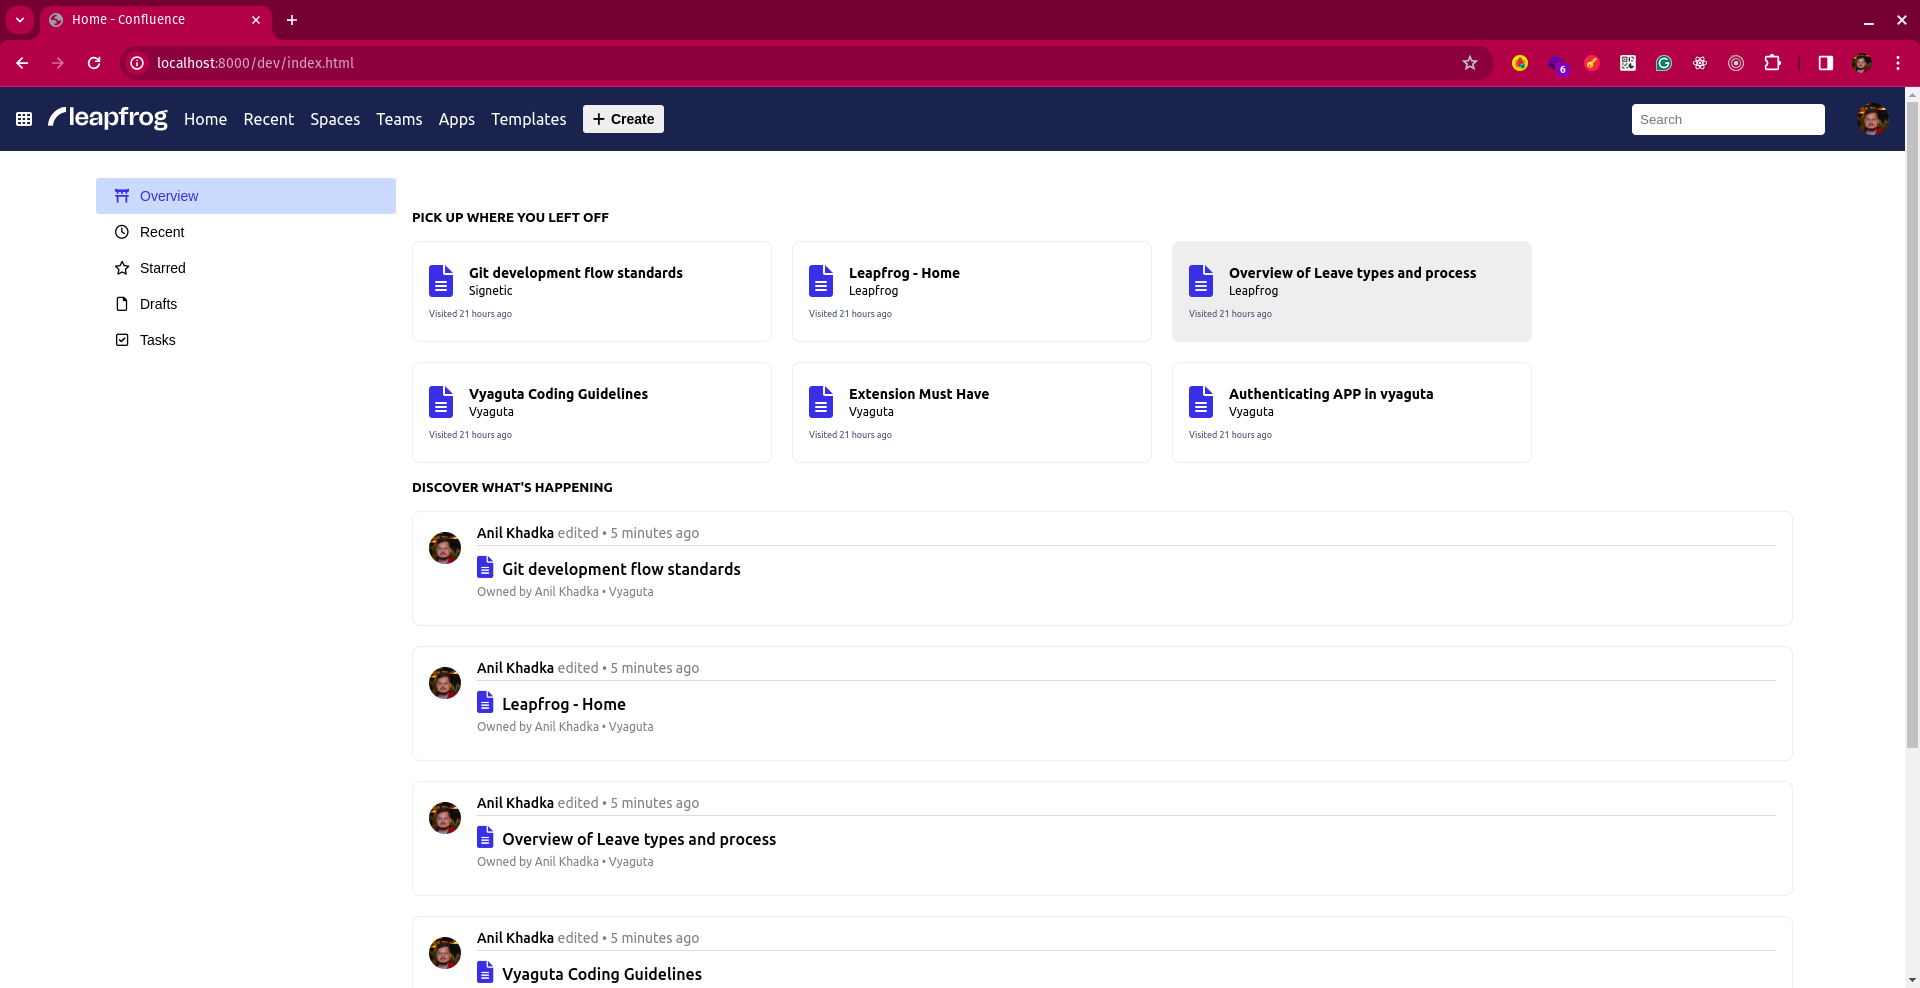 Home - Confluence
localhost:8000/dev/index.html
6
leapfrog Home Recent Spaces Teams Apps Templates + Create Search
Overview
Recent
Starred
Drafts
Tasks
PICK UP WHERE YOU LEFT OFF
Git development flow standards
Signetic
Visited 21 hours ago
Leapfrog - Home
Leapfrog
Visited 21 hours ago
Overview of Leave types and process
Leapfrog
Visited 21 hours ago
Vyaguta Coding Guidelines
Vyaguta
Visited 21 hours ago
Extension Must Have
Vyaguta
Visited 21 hours ago
Authenticating APP in vyaguta
Vyaguta
Visited 21 hours ago
DISCOVER WHAT'S HAPPENING
Anil Khadka edited • 5 minutes ago
Git development flow standards
Owned by Anil Khadka • Vyaguta
Anil Khadka edited • 5 minutes ago
Leapfrog - Home
Owned by Anil Khadka • Vyaguta
Anil Khadka edited • 5 minutes ago
Overview of Leave types and process
Owned by Anil Khadka • Vyaguta
Anil Khadka edited • 5 minutes ago
Vyaguta Coding Guidelines